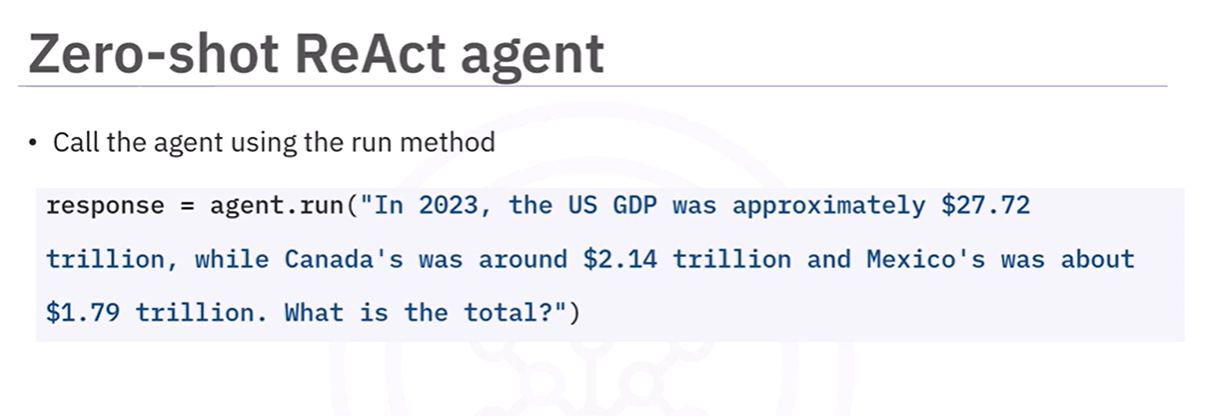 Zero-shot ReAct agent
• Call the agent using the run method
response = agent.run("In 2023, the US GDP was approximately $27.72
trillion, while Canada's was around $2.14 trillion and Mexico's was about
$1.79 trillion. What is the total?")